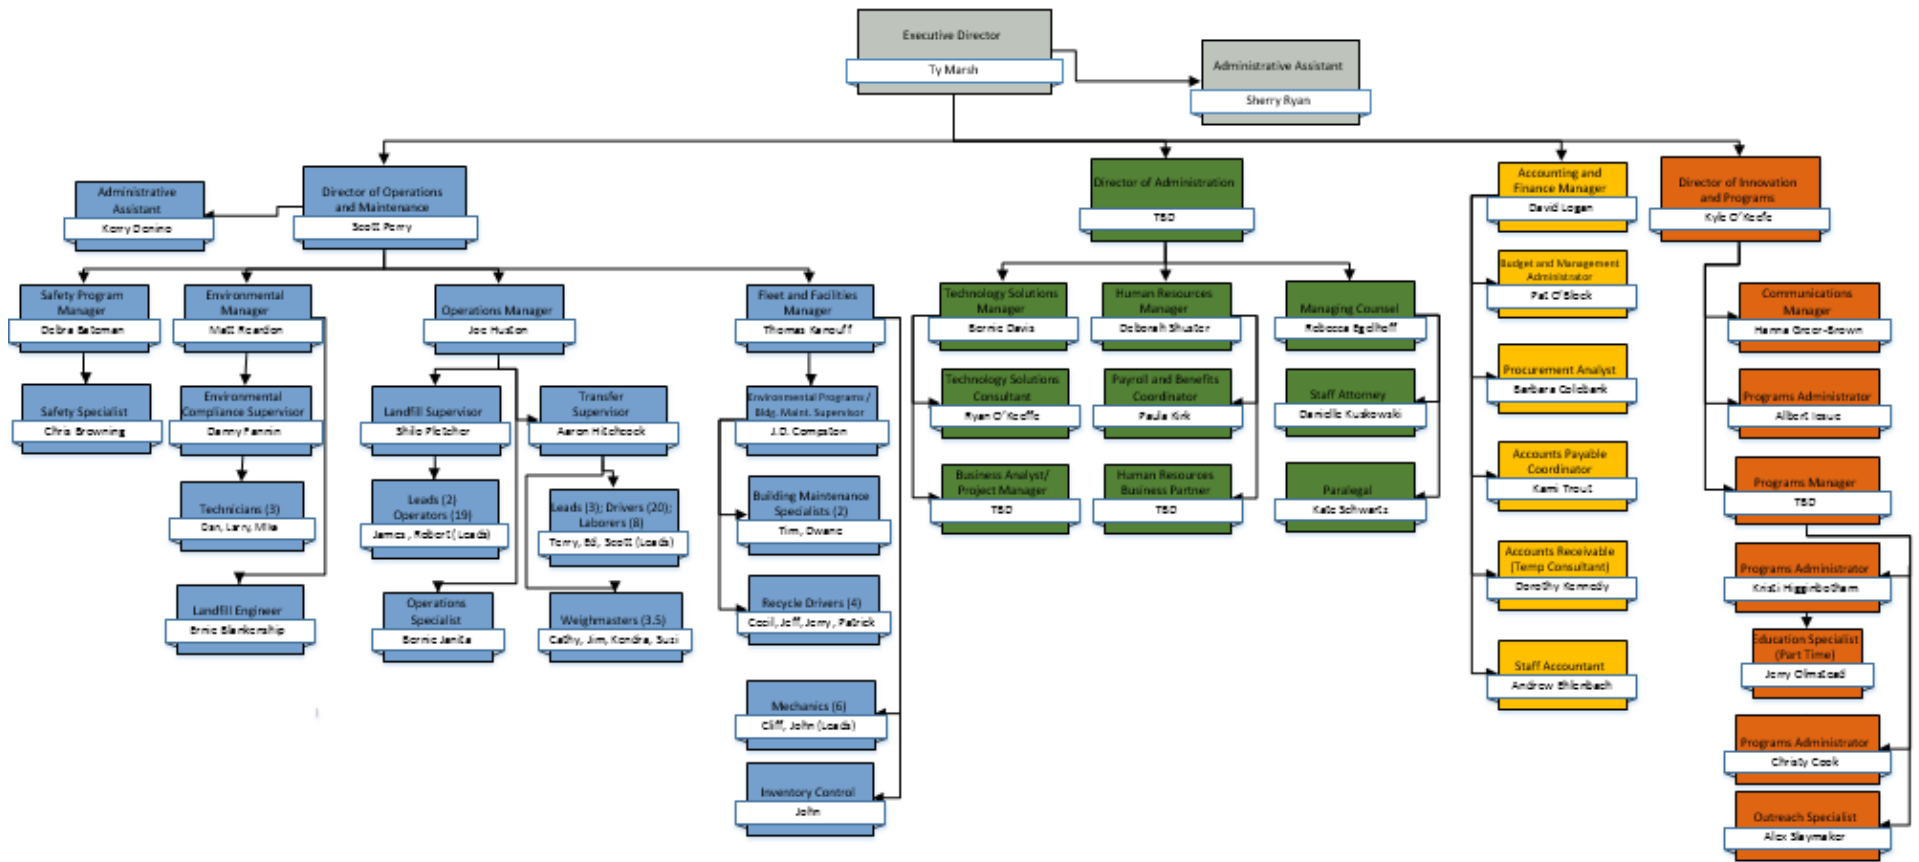 Executive Director
Ty Marsh
Administrative Assistant
Sherry Ryan
Administrative
Assistant
Kerry Donino
Director of Operations
and Maintenance
Scott Perry
Director of Administration
TBD
Accounting and
Finance Manager
David Logan
Director of Innovation
and Programs
Kyle O'Keefe
Safety Program
Manager
Debra Bateman
Environmental
Manager
Matt Reardon
Operations Manager
Joe Huston
Fleet and Facilities
Manager
Thomas Kanouff
Technology Solutions
Manager
Bernie Davis
Human Resources
Manager
Deborah Shuster
Managing Counsel
Rebecca Egelhoff
Budget and Management
Administrator
Pat O'Block
Communications
Manager
Hanna Greer-Brown
Safety Specialist
Chris Browning
Environmental
Compliance Supervisor
Danny Fannin
Landfill Supervisor
Shilo Fletcher
Transfer
Supervisor
Aaron Hitchcock
Environmental Programs /
Bldg. Maint. Supervisor
J.D. Compston
Technology Solutions
Consultant
Ryan O'Keeffe
Payroll and Benefits
Coordinator
Paula Kirk
Staff Attorney
Danielle Kuskowski
Procurement Analyst
Barbara Colebank
Programs Administrator
Albert
Technicians (3)
Dan, Larry, Mike
Leads (2)
Operators (19)
James, Robert (Leads)
Leads (3); Drivers (20);
Laborers (8)
Terry, Ed, Scott (Leads)
Building Maintenance
Specialists (2)
Tim, Dwane
Business Analyst/
Project Manager
TBD
Human Resources
Business Partner
TBD
Paralegal
Kate Schwartz
Accounts Payable
Coordinator
Kami Trout
Programs Manager
TBD
Landfill Engineer
Ernie Blankenship
Operations
Specialist
Bernie Janita
Weighmasters (3.5)
Cathy, Jim, Kendra, Suzi
Recycle Drivers (4)
Cecil, Jeff, Jerry, Patrick
Accounts Receivable
(Temp Consultant)
Dorothy Kennedy
Programs Administrator
Kristi Higginbotham
Education Specialist
(Part Time)
Jerry Olmstead
Staff Accountant
Andrew Ehlenbach
Mechanics (6)
Cliff, John (Leads)
Programs Administrator
Christy Cook
Inventory Control
John
Outreach Specialist
Alex Slaymaker